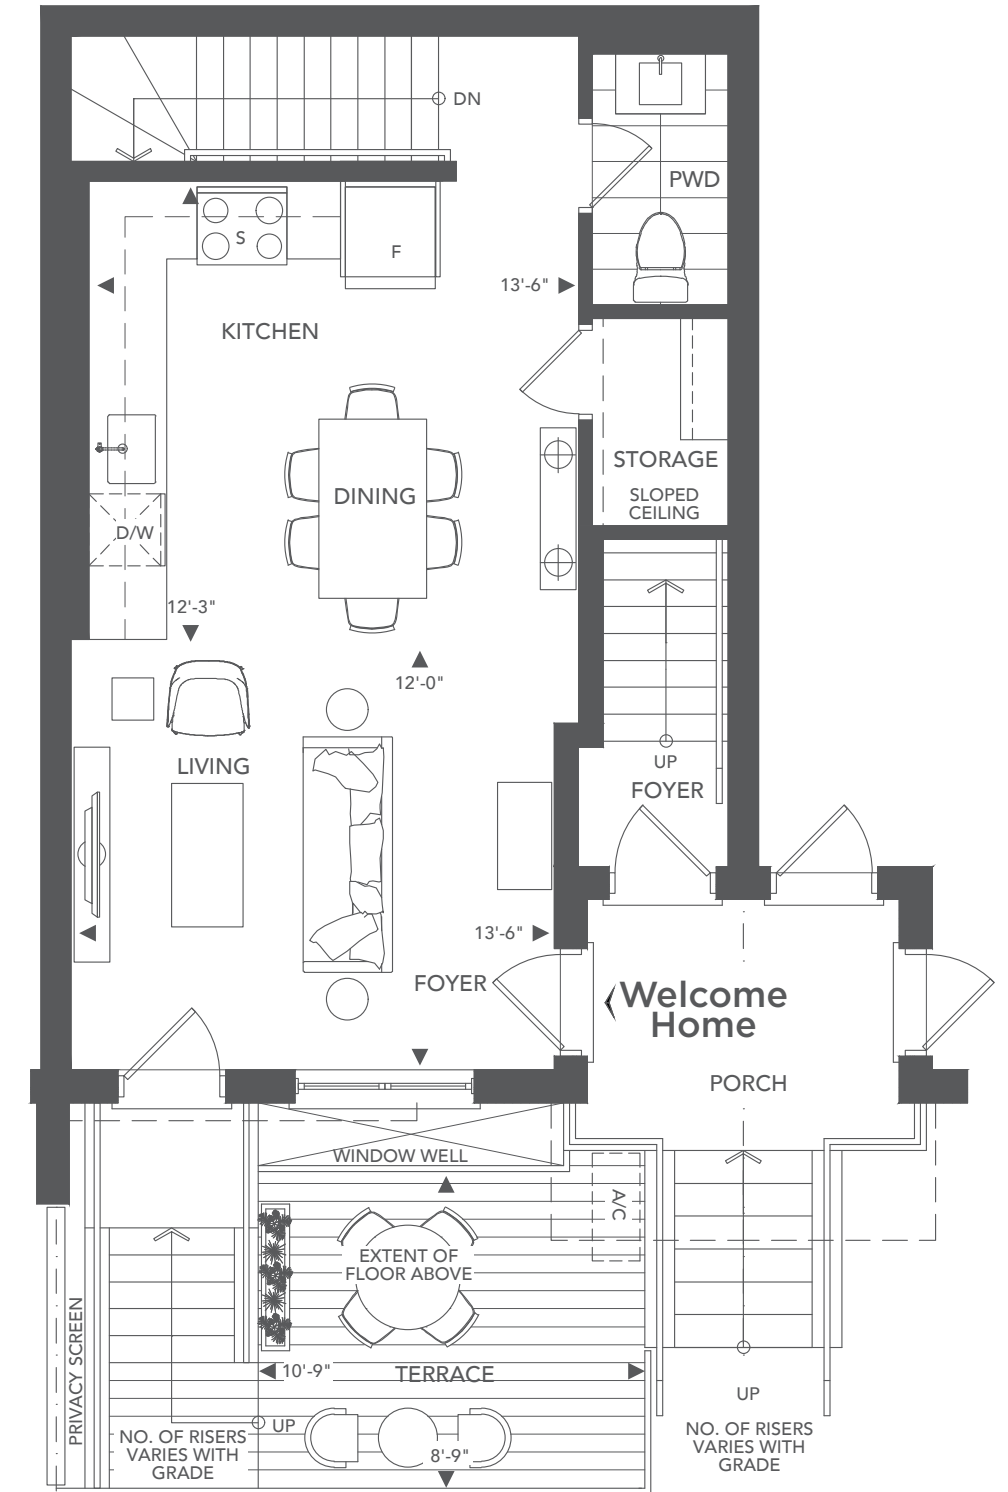 DN
PWD
S
F
13'-6"
KITCHEN
STORAGE
SLOPED
CEILING
DINING
D/W
12'-3"
12'-0"
UP
LIVING
FOYER
13'-6"
FOYER
Welcome
Home
PORCH
WINDOW WELL
A/C
EXTENT OF
FLOOR ABOVE
PRIVACY SCREEN
10'-9"
TERRACE
UP
UP
NO. OF RISERS
VARIES WITH
GRADE
NO. OF RISERS
VARIES WITH
GRADE
8'-9"